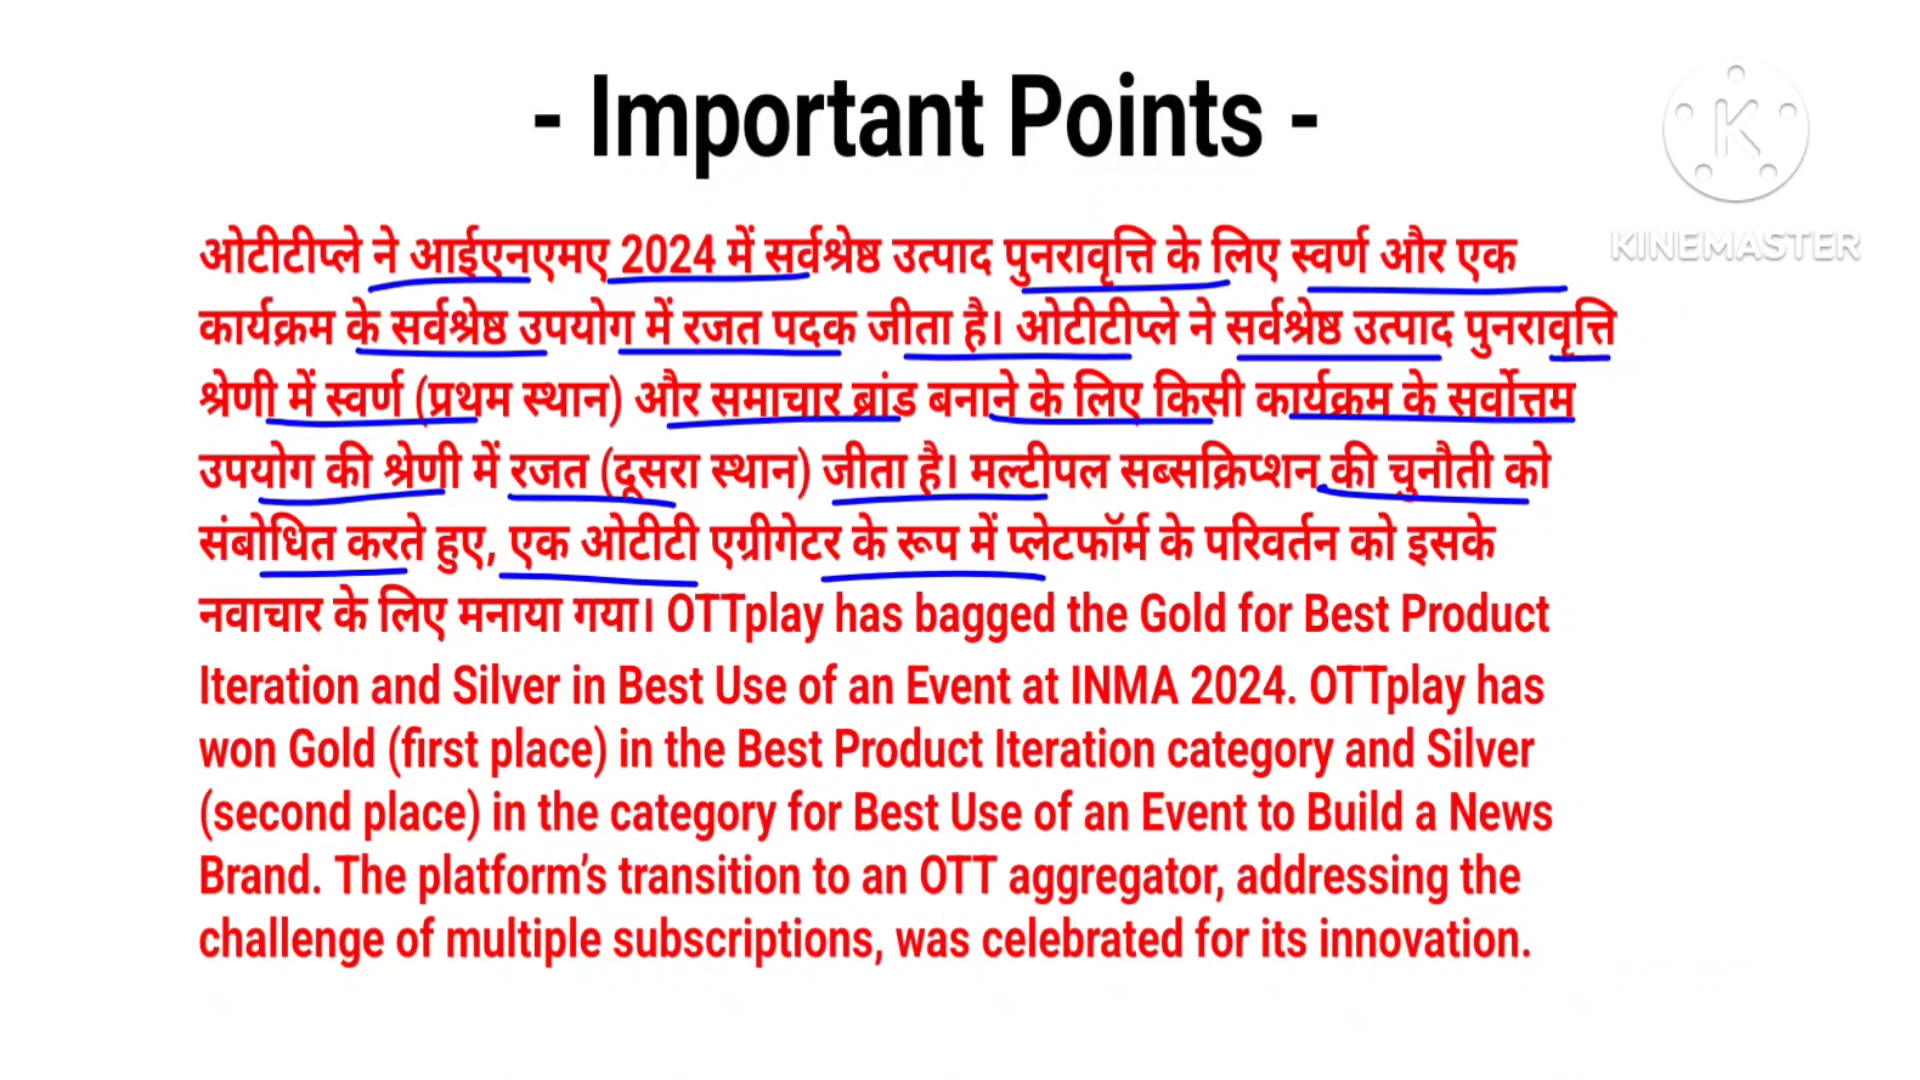 - Important Points -
K
KINEMASTER
ओटीटीप्ले ने आईएनएमए 2024 में सर्वश्रेष्ठ उत्पाद पुनरावृत्ति के लिए स्वर्ण और एक
कार्यक्रम के सर्वश्रेष्ठ उपयोग में रजत पदक जीता है। ओटीटीप्ले ने सर्वश्रेष्ठ उत्पाद पुनरावृत्ति
श्रेणी में स्वर्ण (प्रथम स्थान) और समाचार ब्रांड बनाने के लिए किसी कार्यक्रम के सर्वोत्तम
उपयोग की श्रेणी में रजत (दूसरा स्थान) जीता है। मल्टीपल सब्सक्रिप्शन की चुनौती को
संबोधित करते हुए, एक ओटीटी एग्रीगेटर के रूप में प्लेटफॉर्म के परिवर्तन को इसके
नवाचार के लिए मनाया गया। OTTplay has bagged the Gold for Best Product
Iteration and Silver in Best Use of an Event at INMA 2024. OTTplay has
won Gold (first place) in the Best Product Iteration category and Silver
(second place) in the category for Best Use of an Event to Build a News
Brand. The platform’s transition to an OTT aggregator, addressing the
challenge of multiple subscriptions, was celebrated for its innovation.